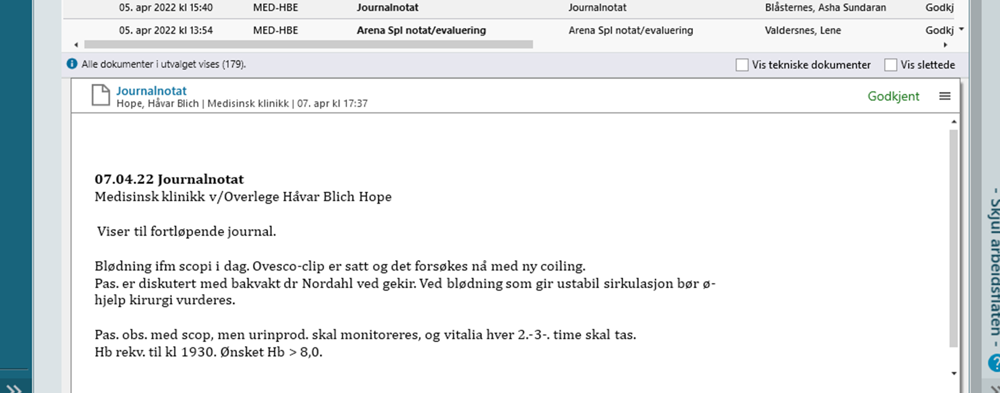 05. apr 2022 kl 15:40 MED-HBE Journalnotat Journalnotat Blåsternes, Asha Sundaran Godkj
05. apr 2022 kl 13:54 MED-HBE Arena Spl notat/evaluering Arena Spl notat/evaluering Valdersnes, Lene Godkj
Alle dokumenter i utvalget vises (179). Vis tekniske dokumenter Vis slettede
Journalnotat
Hope, Håvar Blich | Medisinsk klinikk | 07. apr kl 17:37
Godkjent
07.04.22 Journalnotat
Medisinsk klinikk v/Overlege Håvar Blich Hope
Viser til fortløpende journal.
Blødning ifm scopi i dag. Ovesco-clip er satt og det forsøkes nå med ny coiling.
Pas. er diskutert med bakvakt dr Nordahl ved gekir. Ved blødning som gir ustabil sirkulasjon bør ø-
hjelp kirurgi vurderes.
Pas. obs. med scop, men urinprod. skal monitoreres, og vitalia hver 2.-3-. time skal tas.
Hb rekv. til kl 1930. Ønsket Hb > 8,0.
- Skjul arbeidsflaten -
?